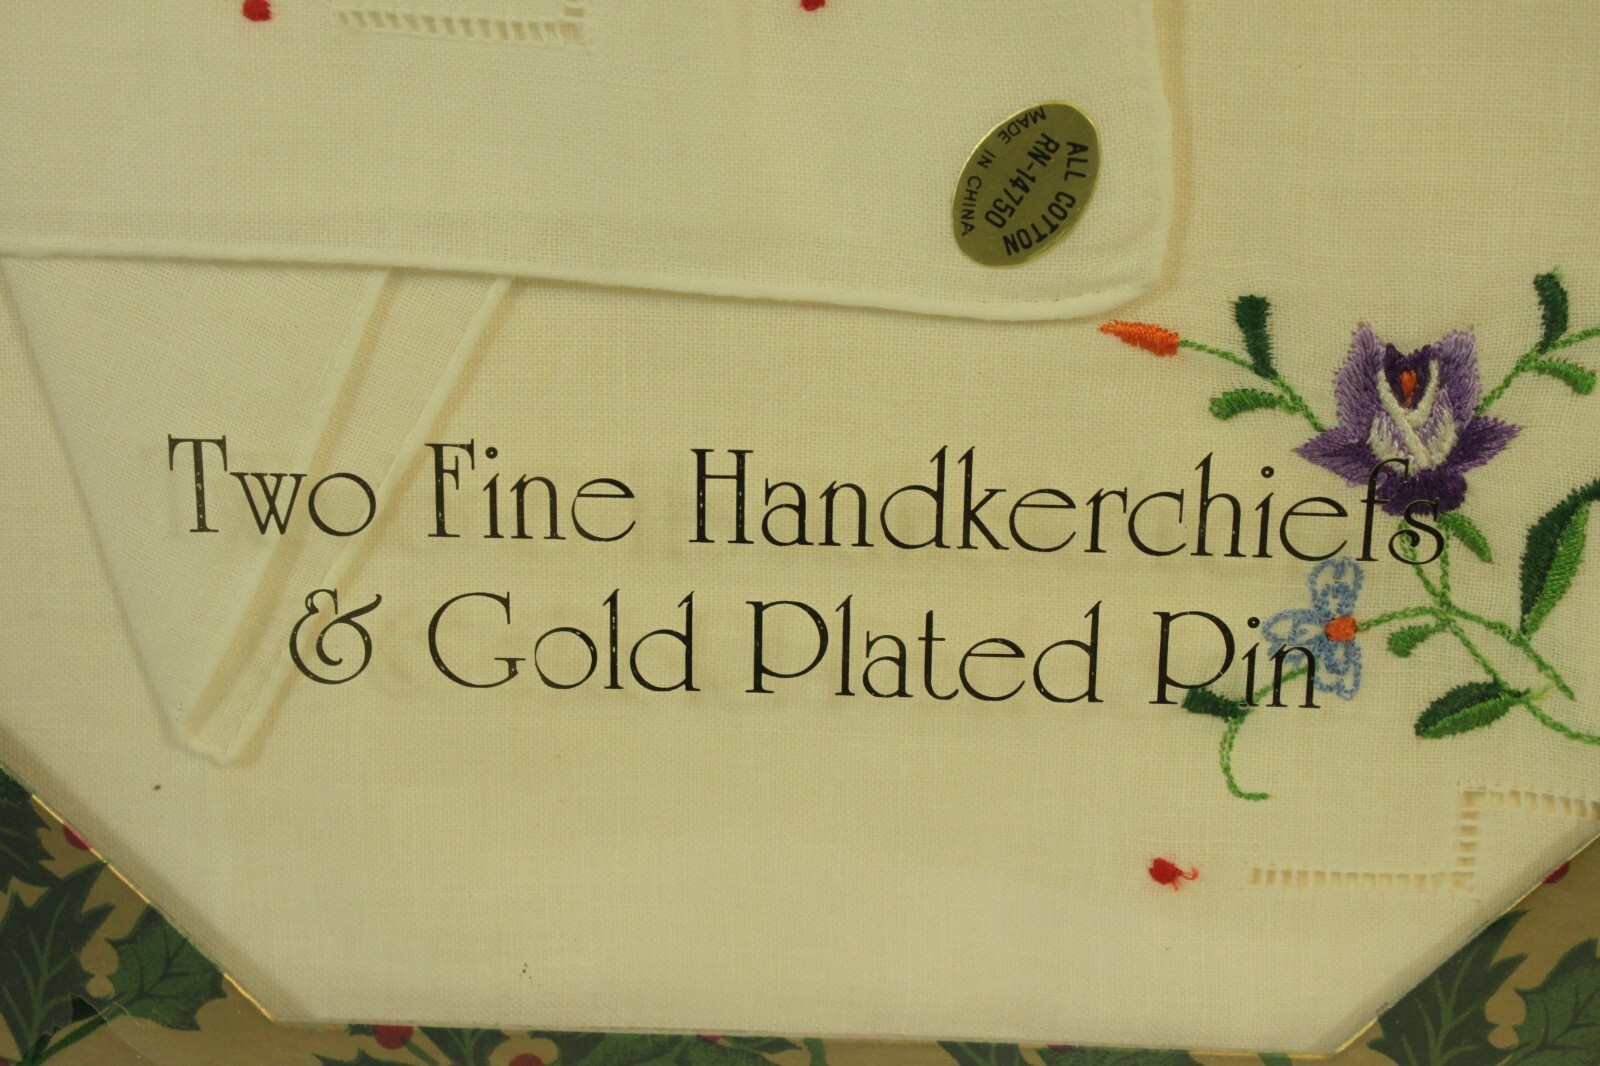 ALL COTTON
RN-14750
MADE IN CHINA
Two Fine Handkerchiefs
& Gold Plated Pin